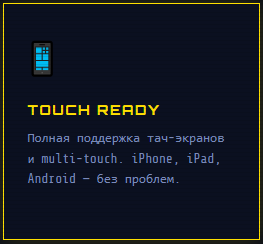 TOUCH READY
Полная поддержка тач-экранов
и multi-touch. iPhone, iPad,
Android — без проблем.